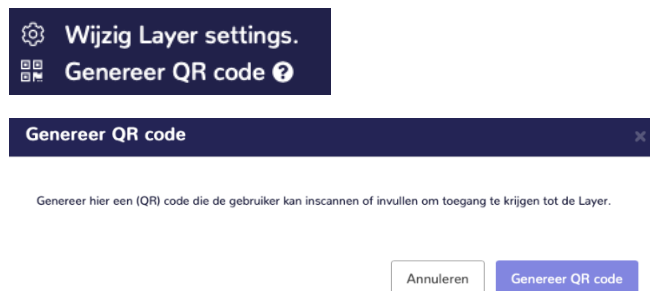 Wijzig Layer settings.
Genereer QR code ?
Genereer QR code ×
Genereer hier een (QR) code die de gebruiker kan inscannen of invullen om toegang te krijgen tot de Layer.
Annuleren Genereer QR code